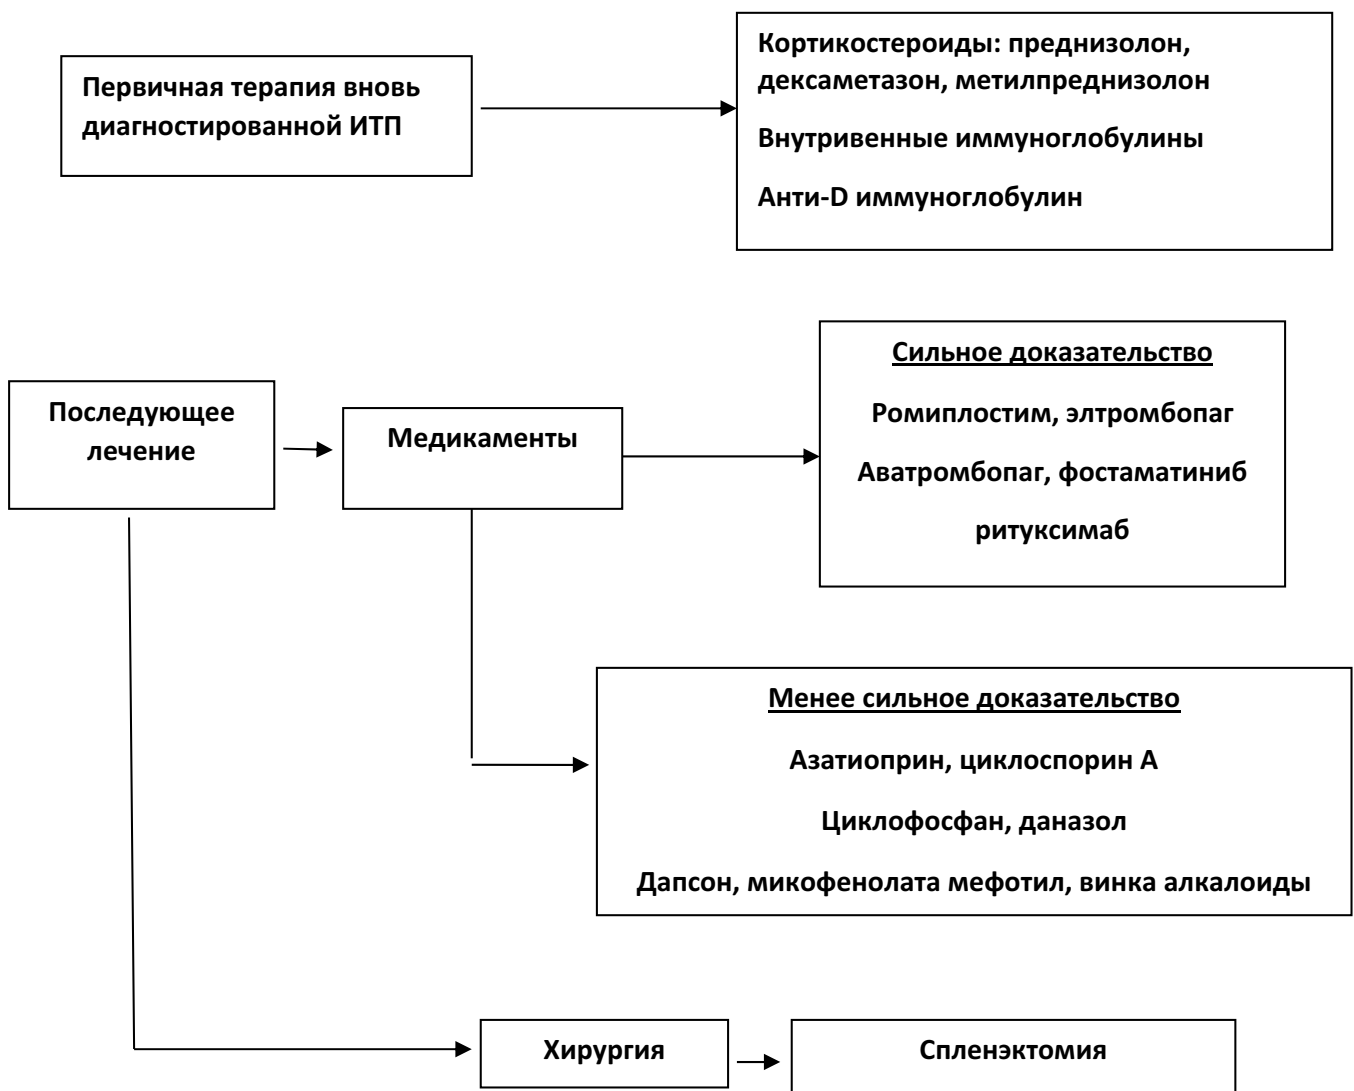 Первичная терапия вновь
диагностированной ИТП
Кортикостероиды: преднизолон,
дексаметазон, метилпреднизолон
Внутривенные иммуноглобулины
Анти-D иммуноглобулин
Последующее
лечение
Медикаменты
Сильное доказательство
Ромиплостим, элтромбопаг
Аватромбопаг, фостаматиниб
ритуксимаб
Менее сильное доказательство
Азатиоприн, циклоспорин А
Циклофосфан, даназол
Дапсон, микофенолата мефотил, винка алкалоиды
Хирургия
Спленэктомия